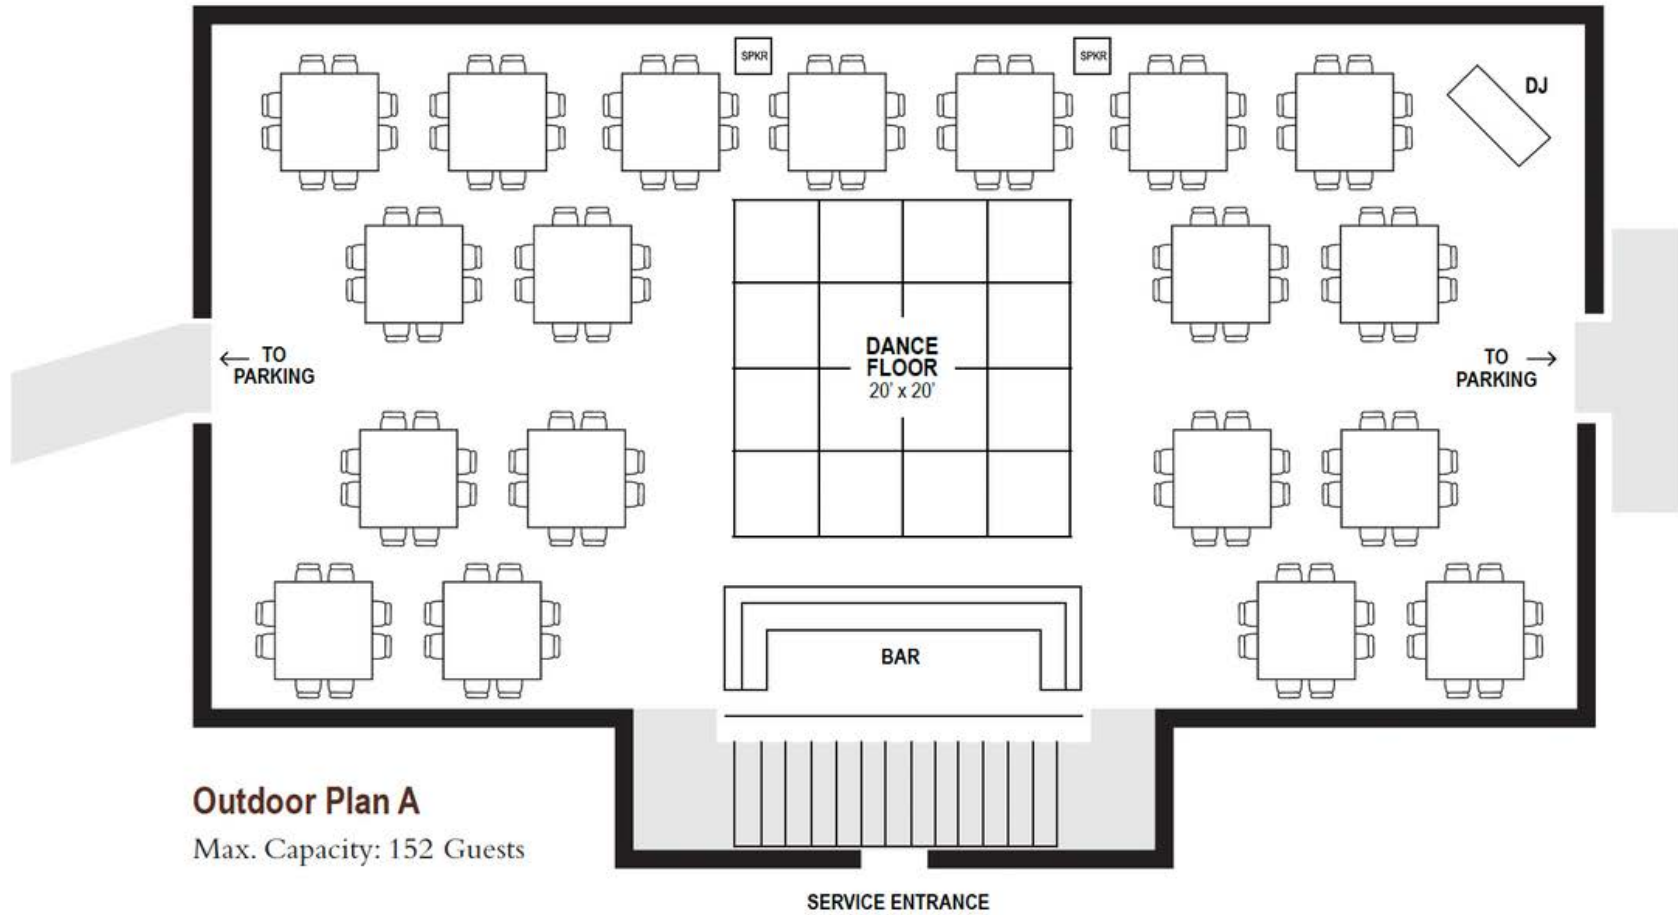 SPKR
SPKR
DJ
← TO
PARKING
DANCE
FLOOR
20' x 20'
TO →
PARKING
BAR
Outdoor Plan A
Max. Capacity: 152 Guests
SERVICE ENTRANCE